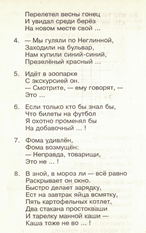 Перелетел весны гонец
И увидал среди берёз
На новом месте свой ...
4. — Мы гуляли по Неглинной,
Заходили на бульвар,
Нам купили синий-синий,
Презелёный красный ...
5. Идёт в зоопарке
С экскурсией он.
— Смотрите, — ему говорят, —
Это ...
6. Если только кто бы знал бы,
Что билеты на футбол
Я охотно променял бы
На добавочный ... !
7. Фома удивлён,
Фома возмущён:
— Неправда, товарищи,
Это не ... !
8. В зной, в мороз ли — всё равно
Раскрывает он окно.
Быстро делает зарядку,
Ест на завтрак яйца всмятку,
Пять картофельных котлет,
Два стакана простокваши
И тарелку манной каши —
Каша тоже не во ... !